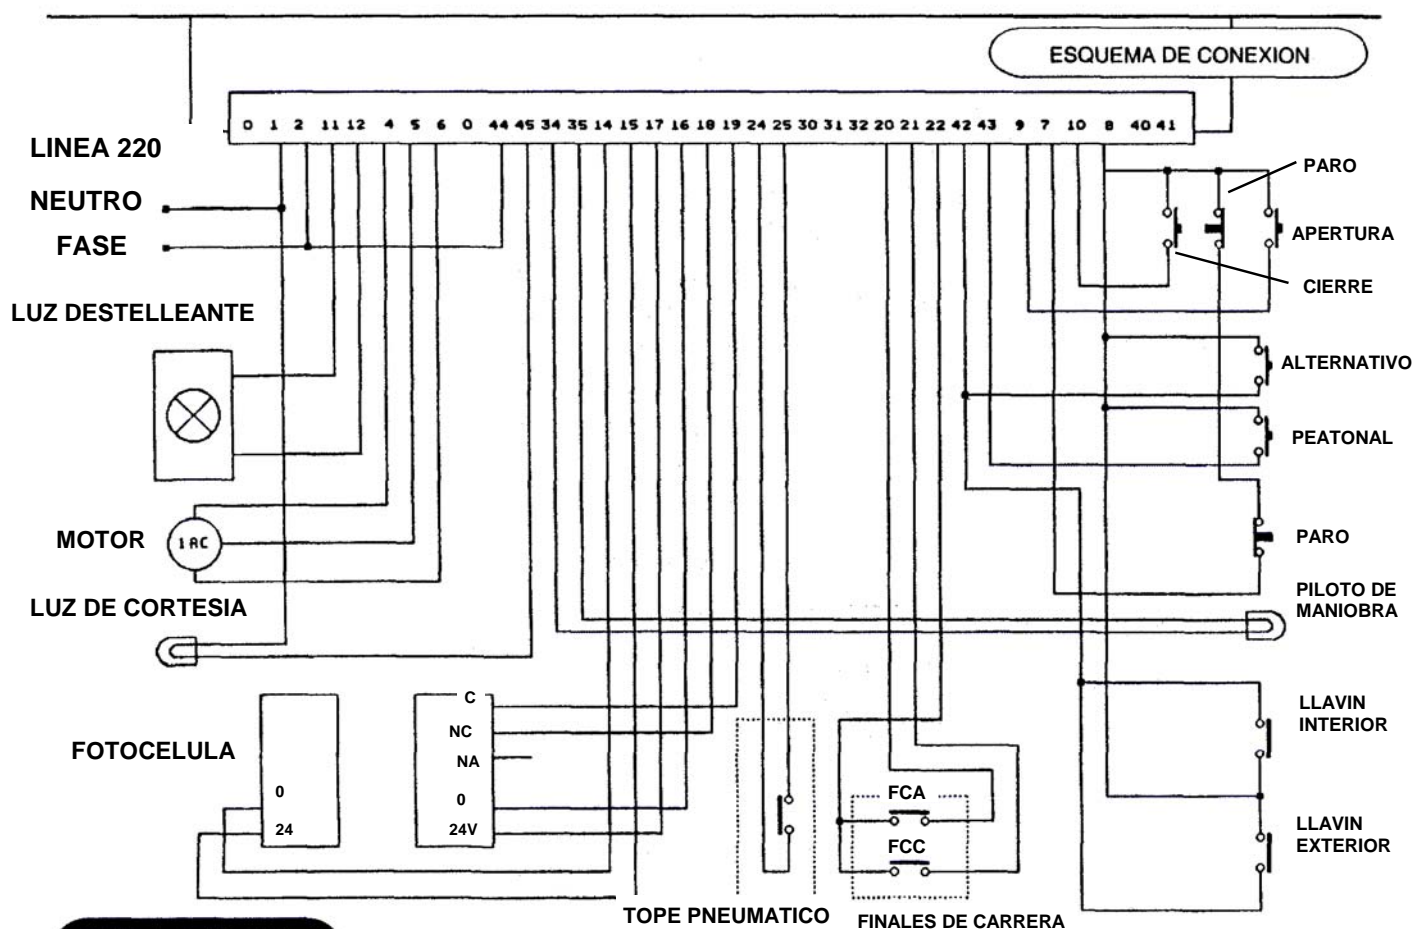 ESQUEMA DE CONEXION
0 1 2 11 12 4 5 6 0 44 45 34 35 14 15 17 16 18 19 24 25 30 31 32 20 21 22 42 43 9 7 10 8 40 41
LINEA 220
NEUTRO
FASE
PARO
APERTURA
CIERRE
LUZ DESTELLEANTE
ALTERNATIVO
PEATONAL
MOTOR
1 AC
PARO
LUZ DE CORTESIA
PILOTO DE
MANIOBRA
FOTOCELULA
0
24
C
NC
NA
0
24V
LLAVIN
INTERIOR
FCA
FCC
LLAVIN
EXTERIOR
TOPE PNEUMATICO
FINALES DE CARRERA